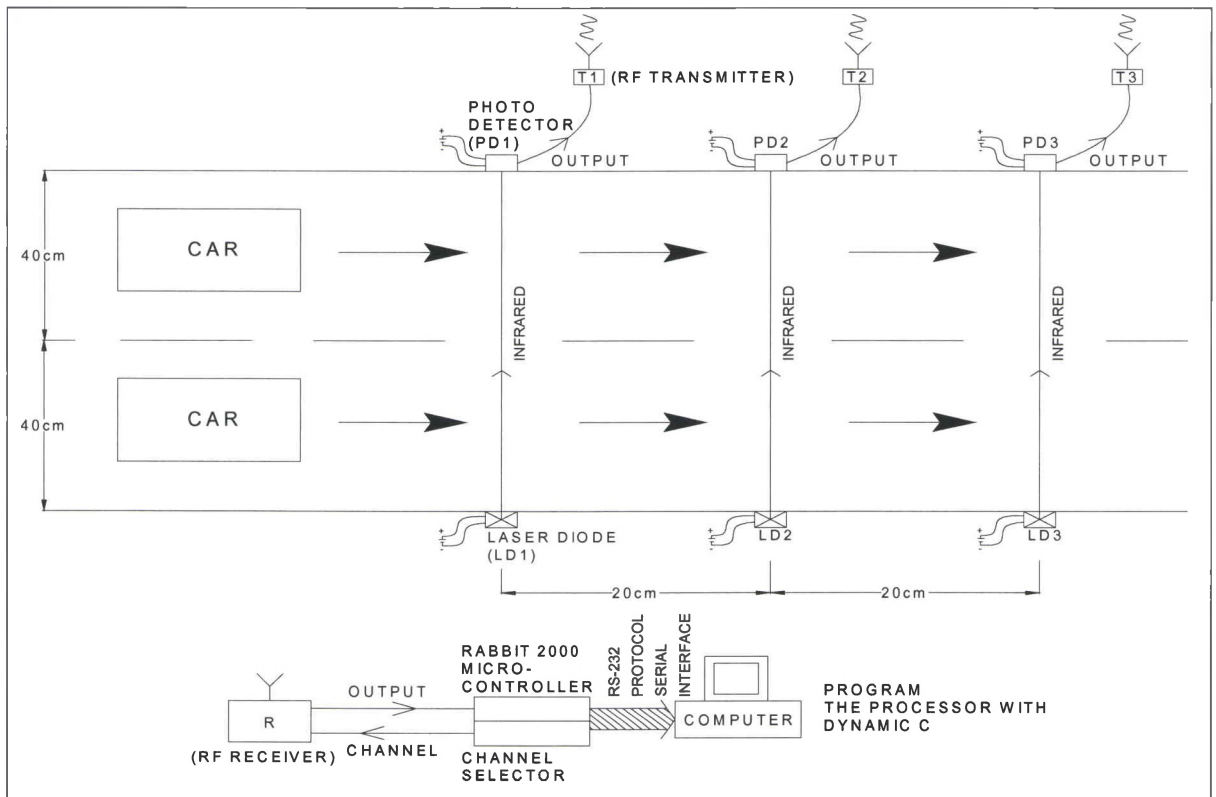 T1 (RF TRANSMITTER)
T2
T3
PHOTO
DETECTOR
(PD1)
+
-
OUTPUT
+
-
PD2
OUTPUT
+
-
PD3
OUTPUT
40cm
CAR
INFRARED
INFRARED
INFRARED
40cm
CAR
+
-
LASER DIODE
(LD1)
+
-
LD2
+
-
LD3
20cm
20cm
RABBIT 2000
MICRO-
CONTROLLER
RS-232
PROTOCOL
SERIAL
INTERFACE
OUTPUT
R
(RF RECEIVER)
CHANNEL
CHANNEL
SELECTOR
COMPUTER
PROGRAM
THE PROCESSOR WITH
DYNAMIC C